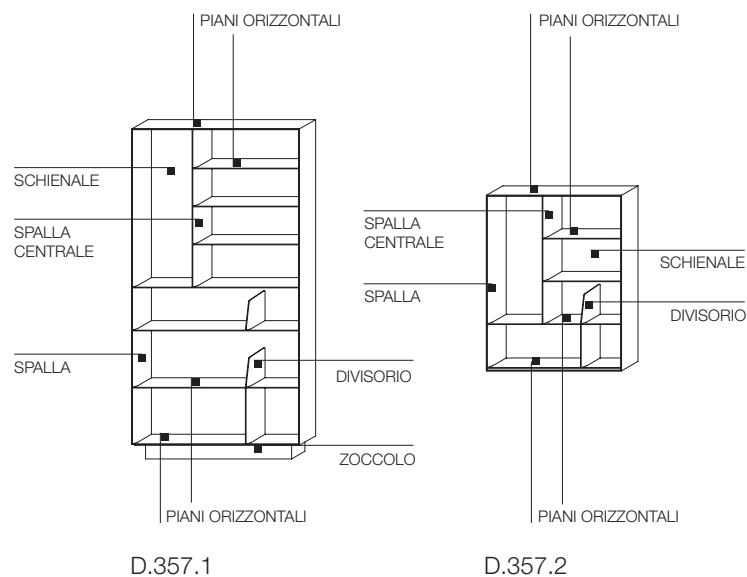 PIANI ORIZZONTALI
PIANI ORIZZONTALI
SCHIENALE
SPALLA
CENTRALE
SPALLA
CENTRALE
SCHIENALE
SPALLA
DIVISORIO
SPALLA
DIVISORIO
ZOCCOLO
PIANI ORIZZONTALI
PIANI ORIZZONTALI
D.357.1
D.357.2